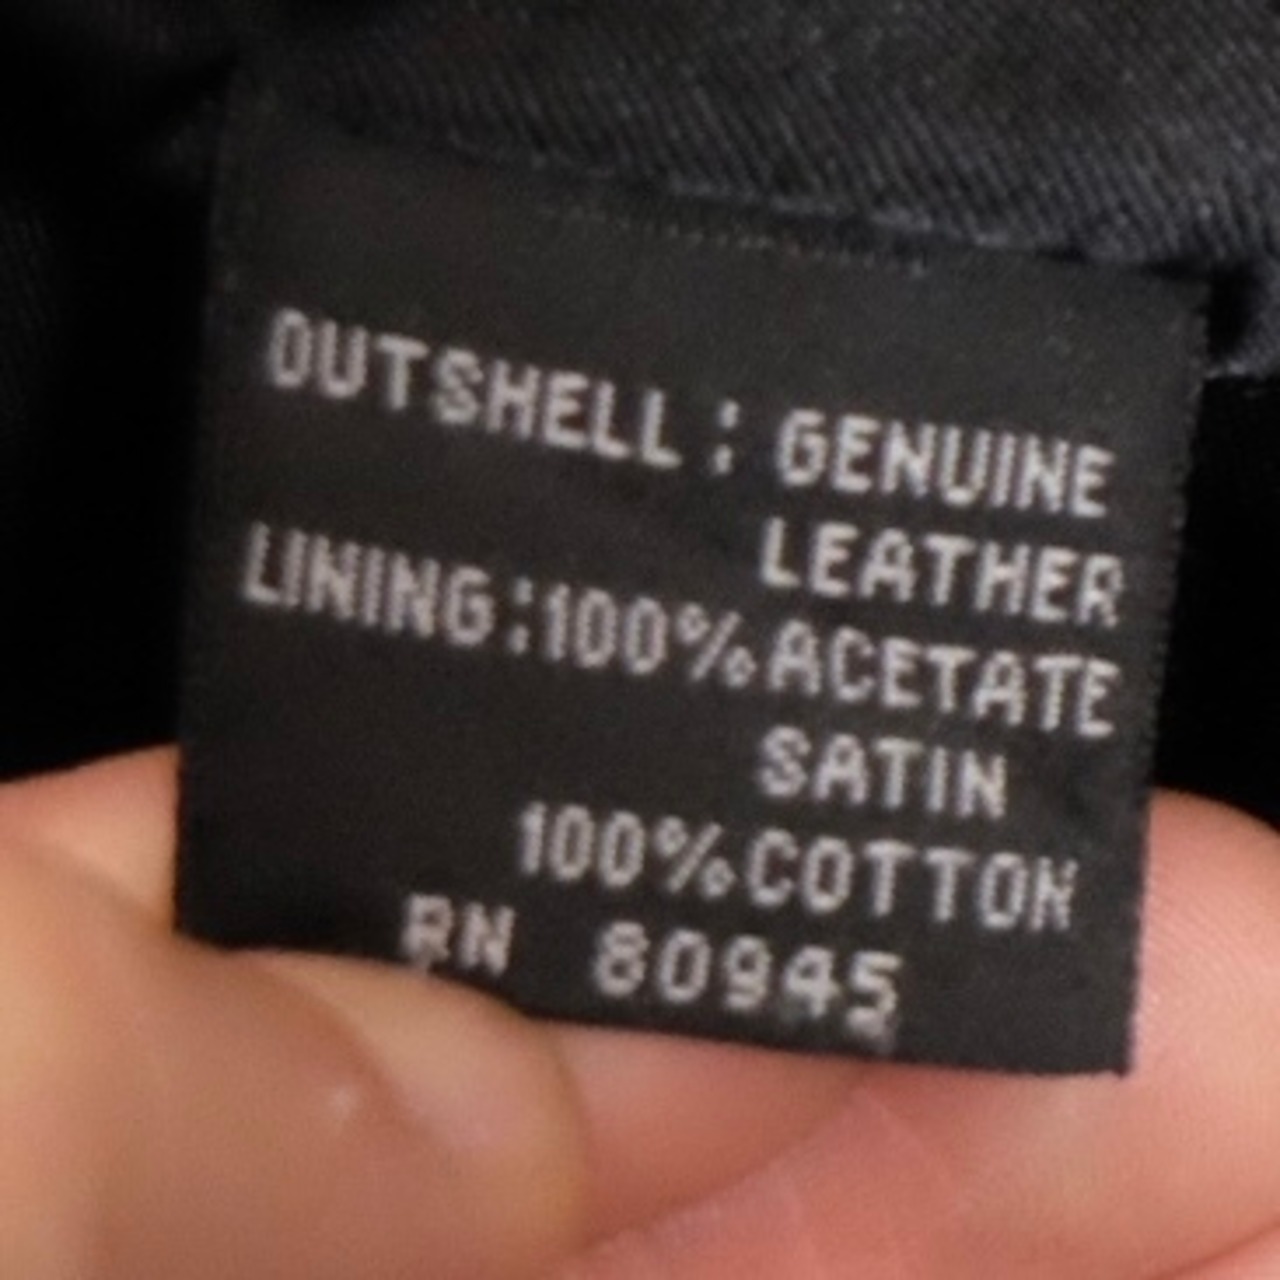 OUTSHELL : GENUINE
LEATHER
LINING :100% ACETATE
SATIN
100% COTTON
RN 80945